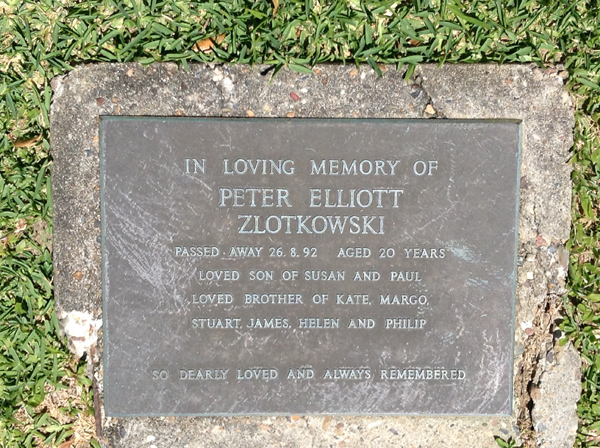 IN LOVING MEMORY OF
PETER ELLIOTT
ZLOTKOWSKI
PASSED AWAY 26.8.92 AGED 20 YEARS
LOVED SON OF SUSAN AND PAUL
LOVED BROTHER OF KATE, MARGO,
STUART, JAMES, HELEN AND PHILIP
SO DEARLY LOVED AND ALWAYS REMEMBERED